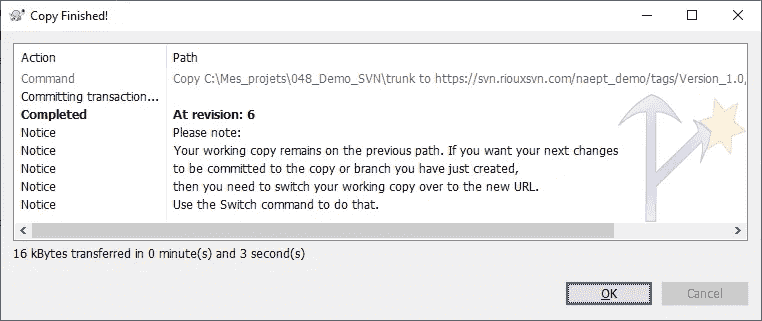 Copy Finished!
Action Path
Command Copy C:\Mes_projets\048_Demo_SVN\trunk to https://svn.riouxsvn.com/naept_demo/tags/Version_1.0,
Committing transaction...
Completed At revision: 6
Notice Please note:
Notice Your working copy remains on the previous path. If you want your next changes
Notice to be committed to the copy or branch you have just created,
Notice then you need to switch your working copy over to the new URL.
Notice Use the Switch command to do that.
16 kBytes transferred in 0 minute(s) and 3 second(s)
OK Cancel